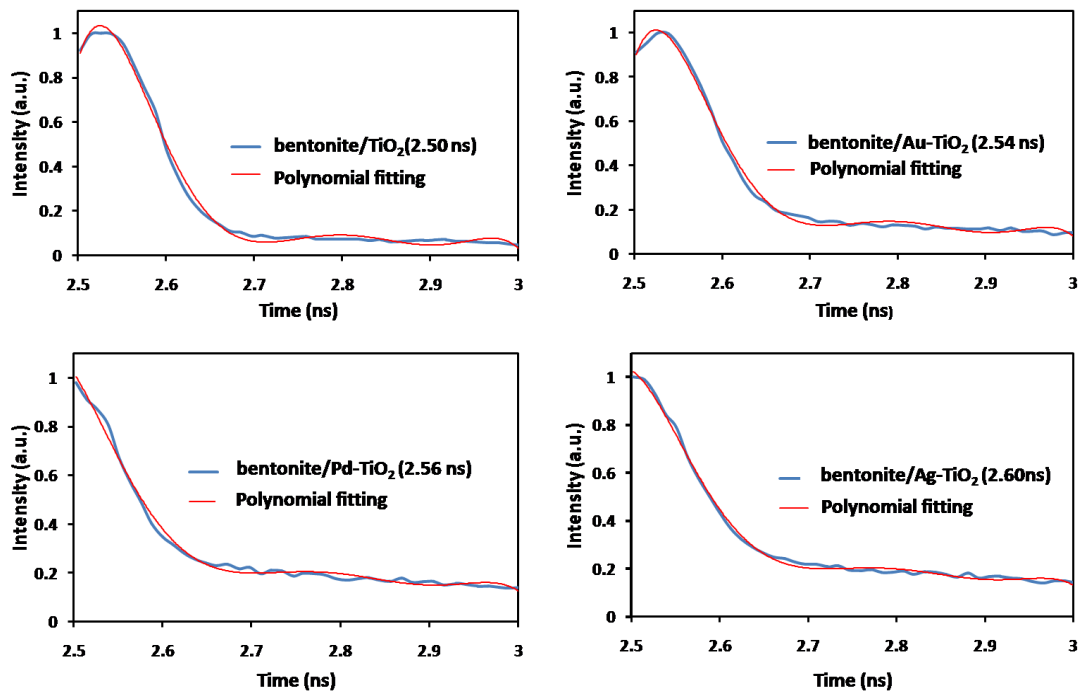 Intensity (a.u.)
1
0.8
0.6
0.4
0.2
0
bentonite/TiO₂(2.50 ns)
Polynomial fitting
2.5 2.6 2.7 2.8 2.9 3
Time (ns)
Intensity (a.u.)
1
0.8
0.6
0.4
0.2
0
bentonite/Au-TiO₂ (2.54 ns)
Polynomial fitting
2.5 2.6 2.7 2.8 2.9 3
Time (ns)
Intensity (a.u.)
1
0.8
0.6
0.4
0.2
0
bentonite/Pd-TiO₂ (2.56 ns)
Polynomial fitting
2.5 2.6 2.7 2.8 2.9 3
Time (ns)
Intensity (a.u.)
1
0.8
0.6
0.4
0.2
0
bentonite/Ag-TiO₂ (2.60ns)
Polynomial fitting
2.5 2.6 2.7 2.8 2.9 3
Time (ns)